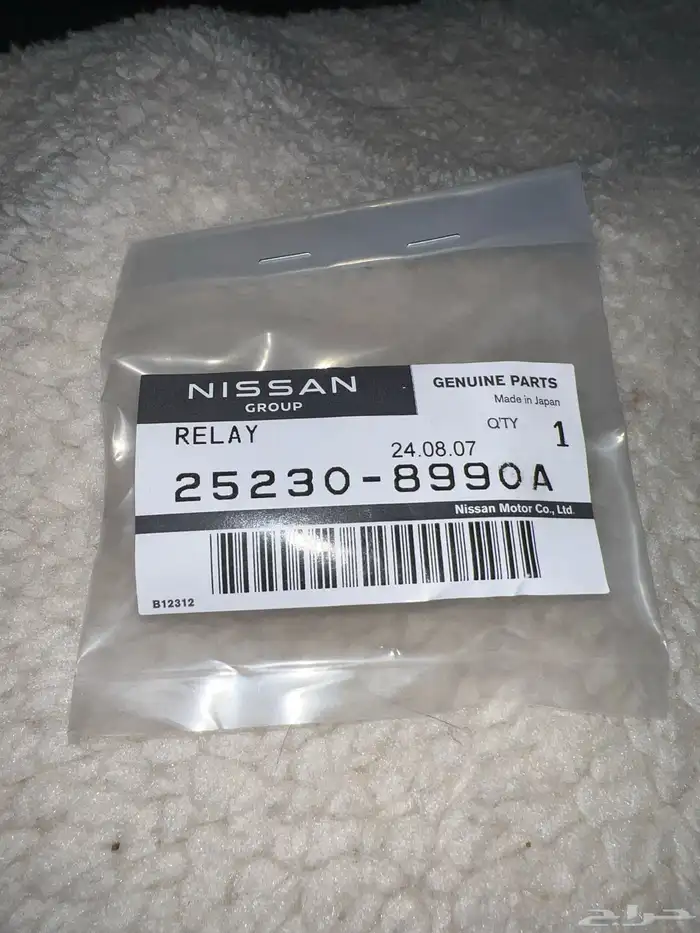 NISSAN
GROUP
GENUINE PARTS
Made in Japan
RELAY
Q'TY 1
24.08.07
25230-8990A
Nissan Motor Co., Ltd.
B12312
حراج